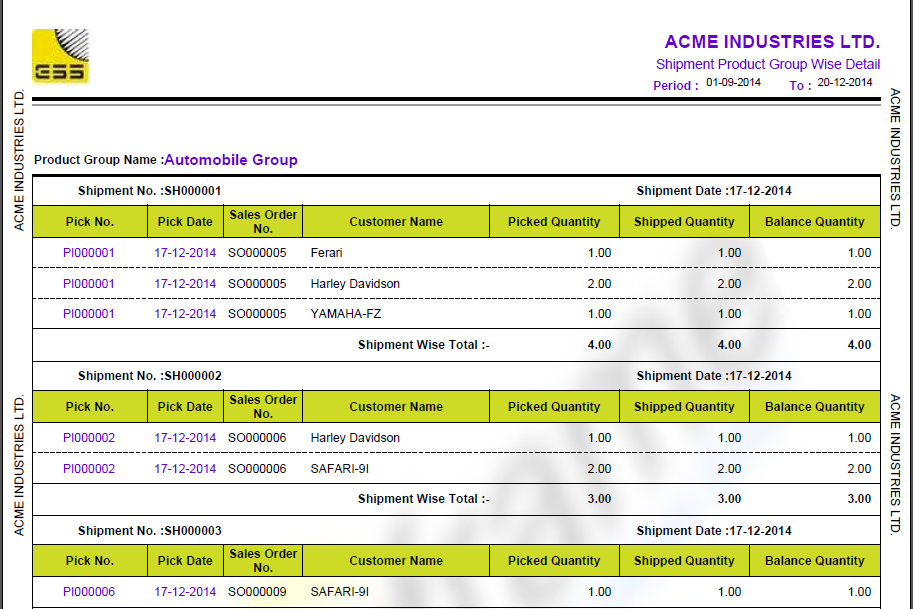 ESS
ACME INDUSTRIES LTD.
Shipment Product Group Wise Detail
Period : 01-09-2014 To : 20-12-2014
ACME INDUSTRIES LTD.
ACME INDUSTRIES LTD.
Product Group Name :Automobile Group
Shipment No. :SH000001 Shipment Date :17-12-2014
Pick No. Pick Date Sales Order No. Customer Name Picked Quantity Shipped Quantity Balance Quantity
PI000001 17-12-2014 SO000005 Ferari 1.00 1.00 1.00
PI000001 17-12-2014 SO000005 Harley Davidson 2.00 2.00 2.00
PI000001 17-12-2014 SO000005 YAMAHA-FZ 1.00 1.00 1.00
Shipment Wise Total :- 4.00 4.00 4.00
Shipment No. :SH000002 Shipment Date :17-12-2014
Pick No. Pick Date Sales Order No. Customer Name Picked Quantity Shipped Quantity Balance Quantity
PI000002 17-12-2014 SO000006 Harley Davidson 1.00 1.00 1.00
PI000002 17-12-2014 SO000006 SAFARI-9I 2.00 2.00 2.00
Shipment Wise Total :- 3.00 3.00 3.00
ACME INDUSTRIES LTD.
ACME INDUSTRIES LTD.
Shipment No. :SH000003 Shipment Date :17-12-2014
Pick No. Pick Date Sales Order No. Customer Name Picked Quantity Shipped Quantity Balance Quantity
PI000006 17-12-2014 SO000009 SAFARI-9I 1.00 1.00 1.00